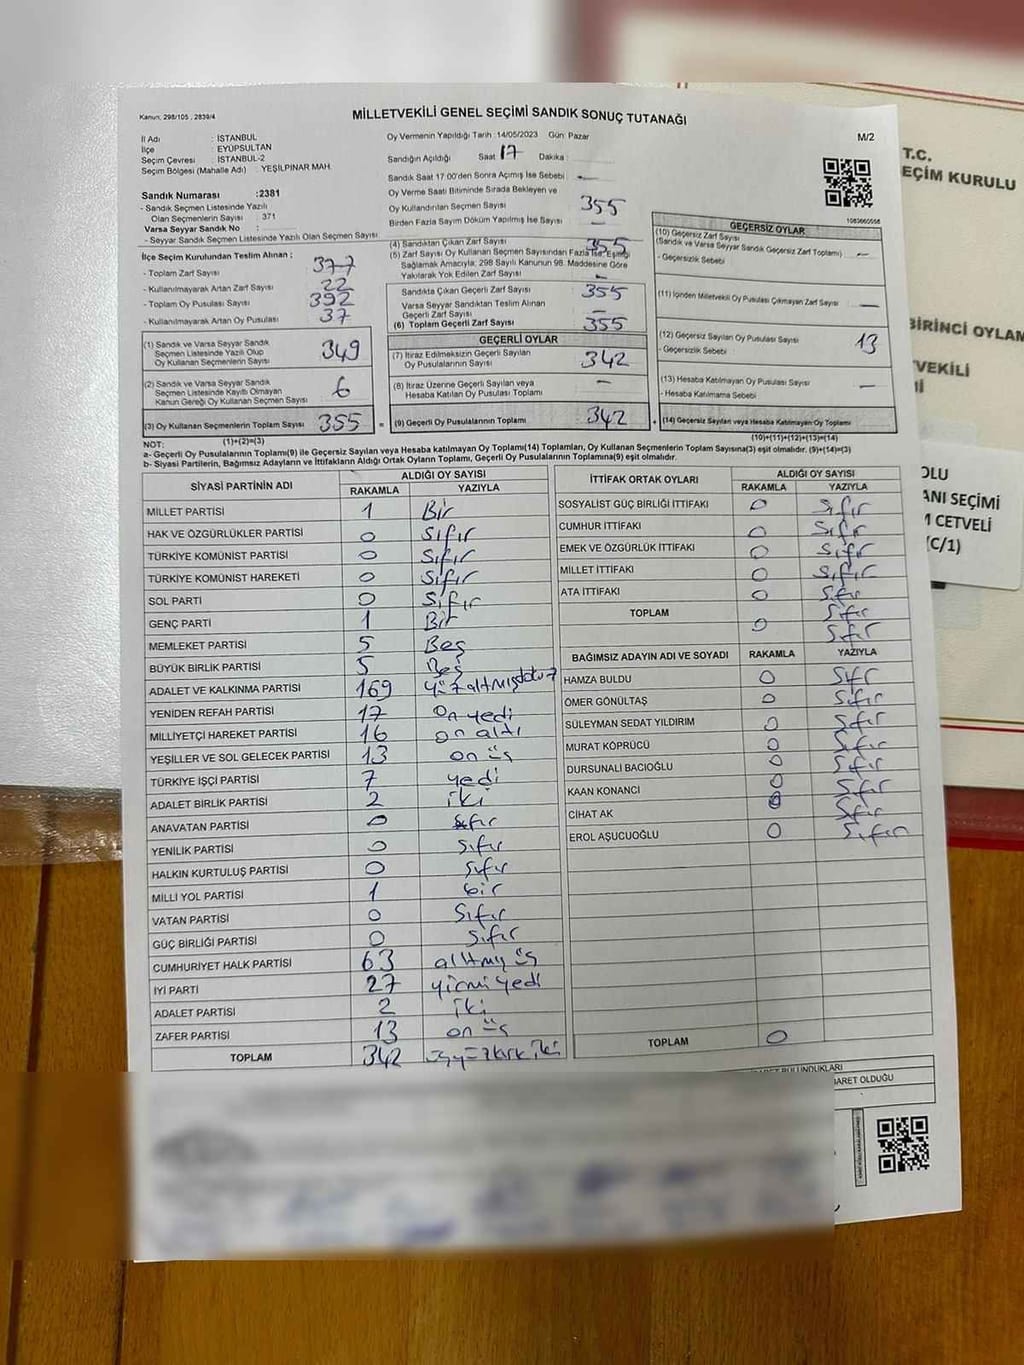 Kanun: 298/105, 2839/4
MİLLETVEKİLİ GENEL SEÇİMİ SANDIK SONUÇ TUTANAĞI
M/2
İl Adı : İSTANBUL
İlçe : EYÜPSULTAN
Seçim Çevresi : İSTANBUL-2
Seçim Bölgesi (Mahalle Adı) : YEŞİLPINAR MAH.
Oy Vermenin Yapıldığı Tarih :14/05/2023 Gün: Pazar
Sandığın Açıldığı Saat 17 Dakika :
Sandık Saat 17:00'den Sonra Açımış İse Sebebi : -
Oy Verme Saati Bitiminde Sırada Bekleyen ve
Oy Kullandırılan Seçmen Sayısı : 355
Birden Fazla Sayım Döküm Yapılmış İse Sayısı : -
Sandık Numarası :2381
- Sandık Seçmen Listesinde Yazılı
Olan Seçmenlerin Sayısı : 371
Varsa Seyyar Sandık No :
- Seyyar Sandık Seçmen Listesinde Yazılı Olan Seçmen Sayısı
İlçe Seçim Kurulundan Teslim Alınan :
- Toplam Zarf Sayısı : 377
- Kullanılmayarak Artan Zarf Sayısı : 22
- Toplam Oy Pusulası Sayısı : 392
- Kullanılmayarak Artan Oy Pusulası : 37
(1) Sandık ve Varsa Seyyar Sandık
Seçmen Listesinde Yazılı Olup
Oy Kullanan Seçmenlerin Sayısı 349
(2) Sandık ve Varsa Seyyar Sandık
Seçmen Listesinde Kayıtlı Olmayan
Kanun Gereği Oy Kullanan Seçmen Sayısı 6
(3) Oy Kullanan Seçmenlerin Toplam Sayısı 355 =
(1)+(2)=(3)
(4) Sandıktan Çıkan Zarf Sayısı 355
(5) Zarf Sayısı Oy Kullanan Seçmen Sayısından Fazla İse, Eşitliği
Sağlamak Amacıyla, 298 Sayılı Kanunun 98. Maddesine Göre
Yakılarak Yok Edilen Zarf Sayısı -
Sandıkta Çıkan Geçerli Zarf Sayısı 355
Varsa Seyyar Sandıktan Teslim Alınan
Geçerli Zarf Sayısı -
(6) Toplam Geçerli Zarf Sayısı 355
GEÇERLİ OYLAR
(7) İtiraz Edilmeksizin Geçerli Sayılan
Oy Pusulalarının Sayısı 342
(8) İtiraz Üzerine Geçerli Sayılan veya
Hesaba Katılan Oy Pusulası Toplamı -
(9) Geçerli Oy Pusulalarının Toplamı 342 +
1083660598
GEÇERSİZ OYLAR
(10) Geçersiz Zarf Sayısı
(Sandık ve Varsa Seyyar Sandık Geçersiz Zarf Toplamı) -
- Geçersizlik Sebebi
(11) İçinden Milletvekili Oy Pusulası Çıkmayan Zarf Sayısı -
(12) Geçersiz Sayılan Oy Pusulası Sayısı 13
- Geçersizlik Sebebi
(13) Hesaba Katılmayan Oy Pusulası Sayısı -
- Hesaba Katılmama Sebebi
(14) Geçersiz Sayılan veya Hesaba Katılmayan Oy Pusulası Toplamı
(10)+(11)+(12)+(13)=(14)
NOT:
a- Geçerli Oy Pusulaları Toplamı(9) ile Geçersiz Sayılan veya Hesaba katılmayan Oy Toplamı(14) Toplamları, Oy Kullanan Seçmenlerin Toplam Sayısına(3) eşit olmalıdır. (9)+(14)=(3)
b- Siyasi Partilerin, Bağımsız Adayların ve İttifakların Aldığı Ortak Oyların Toplamı, Geçerli Oy Pusulalarının Toplamına(9) eşit olmalıdır.
SİYASİ PARTİNİN ADI ALDIĞI OY SAYISI
RAKAMLA YAZIYLA
MİLLET PARTİSİ 1 Bir
HAK VE ÖZGÜRLÜKLER PARTİSİ 0 Sıfır
TÜRKİYE KOMÜNİST PARTİSİ 0 Sıfır
TÜRKİYE KOMÜNİST HAREKETİ 0 Sıfır
SOL PARTİ 0 Sıfır
GENÇ PARTİ 1 Bir
MEMLEKET PARTİSİ 5 Beş
BÜYÜK BİRLİK PARTİSİ 5 Beş
ADALET VE KALKINMA PARTİSİ 169 yüzaltmışdokuz
YENİDEN REFAH PARTİSİ 17 On yedi
MİLLİYETÇİ HAREKET PARTİSİ 16 on altı
YEŞİLLER VE SOL GELECEK PARTİSİ 13 on üç
TÜRKİYE İŞÇİ PARTİSİ 7 yedi
ADALET BİRLİK PARTİSİ 2 iki
ANAVATAN PARTİSİ 0 sıfır
YENİLİK PARTİSİ 0 sıfır
HALKIN KURTULUŞ PARTİSİ 0 sıfır
MİLLİ YOL PARTİSİ 1 bir
VATAN PARTİSİ 0 Sıfır
GÜÇ BİRLİĞİ PARTİSİ 0 Sıfır
CUMHURİYET HALK PARTİSİ 63 altmış üç
İYİ PARTİ 27 yirmi yedi
ADALET PARTİSİ 2 iki
ZAFER PARTİSİ 13 on üç
TOPLAM 342 üçyüzkırk iki
İTTİFAK ORTAK OYLARI ALDIĞI OY SAYISI
RAKAMLA YAZIYLA
SOSYALİST GÜÇ BİRLİĞİ İTTİFAKI 0 Sıfır
CUMHUR İTTİFAKI 0 Sıfır
EMEK VE ÖZGÜRLÜK İTTİFAKI 0 Sıfır
MİLLET İTTİFAKI 0 Sıfır
ATA İTTİFAKI 0 Sıfır
Sıfır
TOPLAM 0 Sıfır
BAĞIMSIZ ADAYIN ADI VE SOYADI RAKAMLA YAZIYLA
HAMZA BULDU 0 Sıfır
ÖMER GÖNÜLTAŞ 0 Sıfır
SÜLEYMAN SEDAT YILDIRIM 0 Sıfır
MURAT KÖPRÜCÜ 0 Sıfır
DURSUNALİ BACIOĞLU 0 Sıfır
KAAN KONANCI 0 Sıfır
CİHAT AK 0 Sıfır
EROL AŞUCUOĞLU 0 Sıfır
TOPLAM 0
BULUNDUKLARI
BARET OLDUĞU
T.C.
EÇİM KURULU
BİRİNCİ OYLAM
VEKİLİ
OLU
ANI SEÇİMİ
CETVELİ
(C/1)